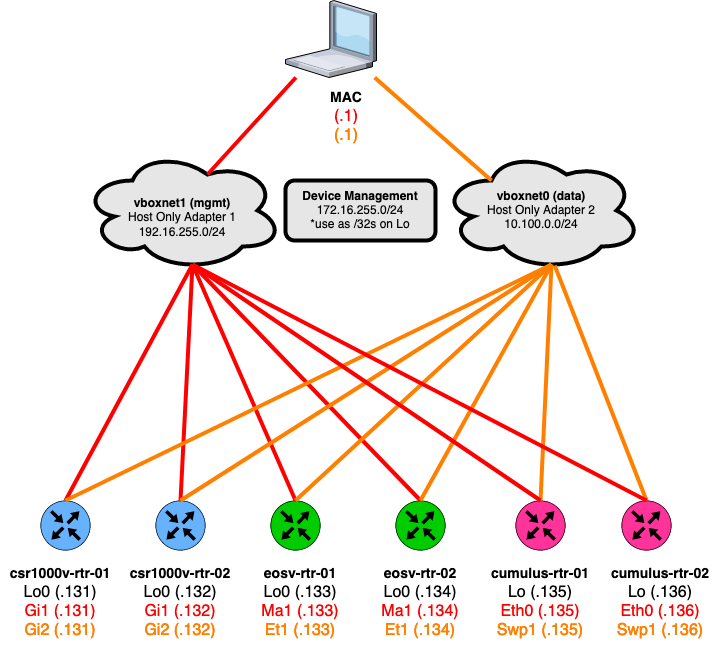 MAC
(.1)
(.1)
vboxnet1 (mgmt)
Host Only Adapter 1
192.16.255.0/24
Device Management
172.16.255.0/24
*use as /32s on Lo
vboxnet0 (data)
Host Only Adapter 2
10.100.0.0/24
csr1000v-rtr-01
Lo0 (.131)
Gi1 (.131)
Gi2 (.131)
csr1000v-rtr-02
Lo0 (.132)
Gi1 (.132)
Gi2 (.132)
eosv-rtr-01
Lo0 (.133)
Ma1 (.133)
Et1 (.133)
eosv-rtr-02
Lo0 (.134)
Ma1 (.134)
Et1 (.134)
cumulus-rtr-01
Lo (.135)
Eth0 (.135)
Swp1 (.135)
cumulus-rtr-02
Lo (.136)
Eth0 (.136)
Swp1 (.136)